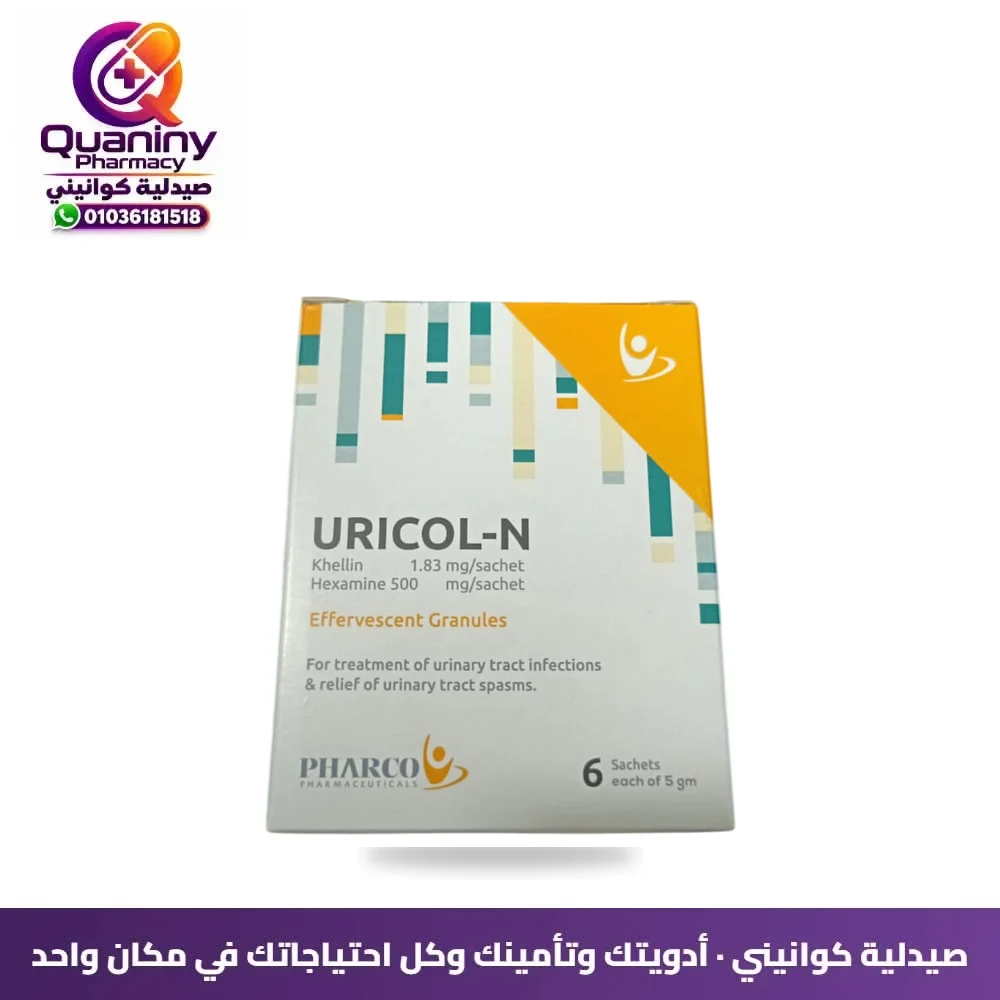 Quaniny
Pharmacy
صيدلية كوانيني
01036181518
URICOL-N
Khellin 1.83 mg/sachet
Hexamine 500 mg/sachet
Effervescent Granules
For treatment of urinary tract infections
& relief of urinary tract spasms.
PHARCO
PHARMACEUTICALS
6 Sachets
each of 5 gm
صيدلية كوانيني · أدويتك وتأمينك وكل احتياجاتك في مكان واحد